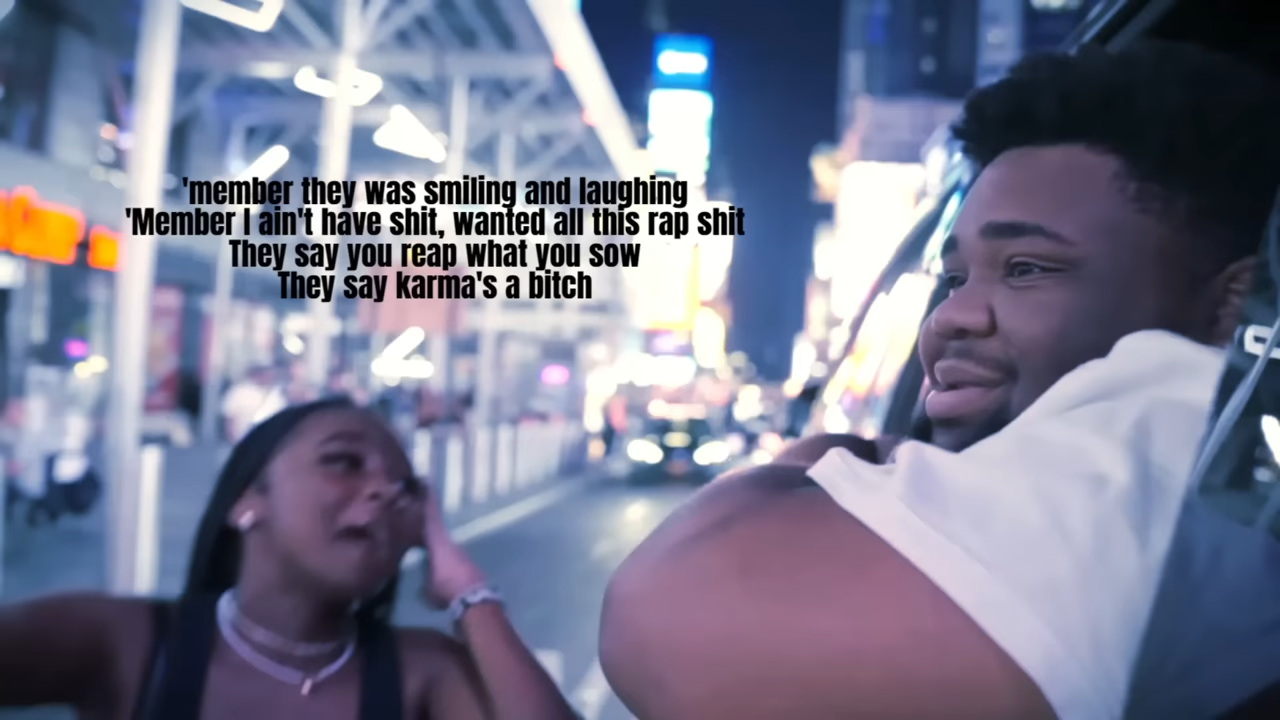 'member they was smiling and laughing
'Member I ain't have shit, wanted all this rap shit
They say you reap what you sow
They say karma's a bitch